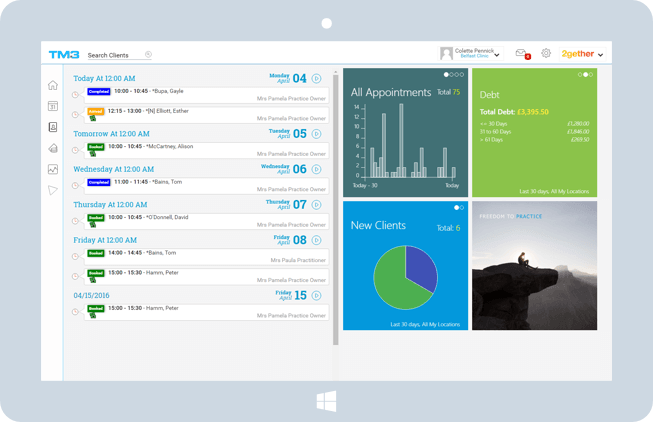 TM3
Search Clients
Colette Pennick
Belfast Clinic
2gether
Today At 12:00 AM
Monday
April
04
Completed
10:00 - 10:45 - *Bupa, Gayle
Mrs Pamela Practice Owner
12:15 - 13:00 - *[N] Elliott, Esther
Mrs Pamela Practice Owner
Tomorrow At 12:00 AM
Tuesday
April
05
Booked
10:00 - 10:45 - *McCartney, Alison
Mrs Pamela Practice Owner
Wednesday At 12:00 AM
Wednesday
April
06
Completed
11:00 - 11:45 - *Bains, Tom
Mrs Pamela Practice Owner
Thursday At 12:00 AM
Thursday
April
07
Booked
10:00 - 10:45 - *O'Donnell, David
Mrs Pamela Practice Owner
Friday At 12:00 AM
Friday
April
08
Booked
14:00 - 14:45 - *Bains, Tom
Mrs Paula Practitioner
Booked
15:00 - 15:30 - Hamm, Peter
Mrs Pamela Practice Owner
04/15/2016
Friday
April
15
Booked
15:00 - 15:30 - Hamm, Peter
Mrs Pamela Practice Owner
All Appointments
Total 75
14
12
10
8
6
4
2
0
Today - 30
Today
Debt
Total Debt: £3,395.50
<= 30 Days
£1,280.00
31 to 60 Days
£1,846.00
> 61 Days
£269.50
Last 30 days, All My Locations
New Clients
Total: 6
Last 30 days, All My Locations
FREEDOM TO PRACTICE